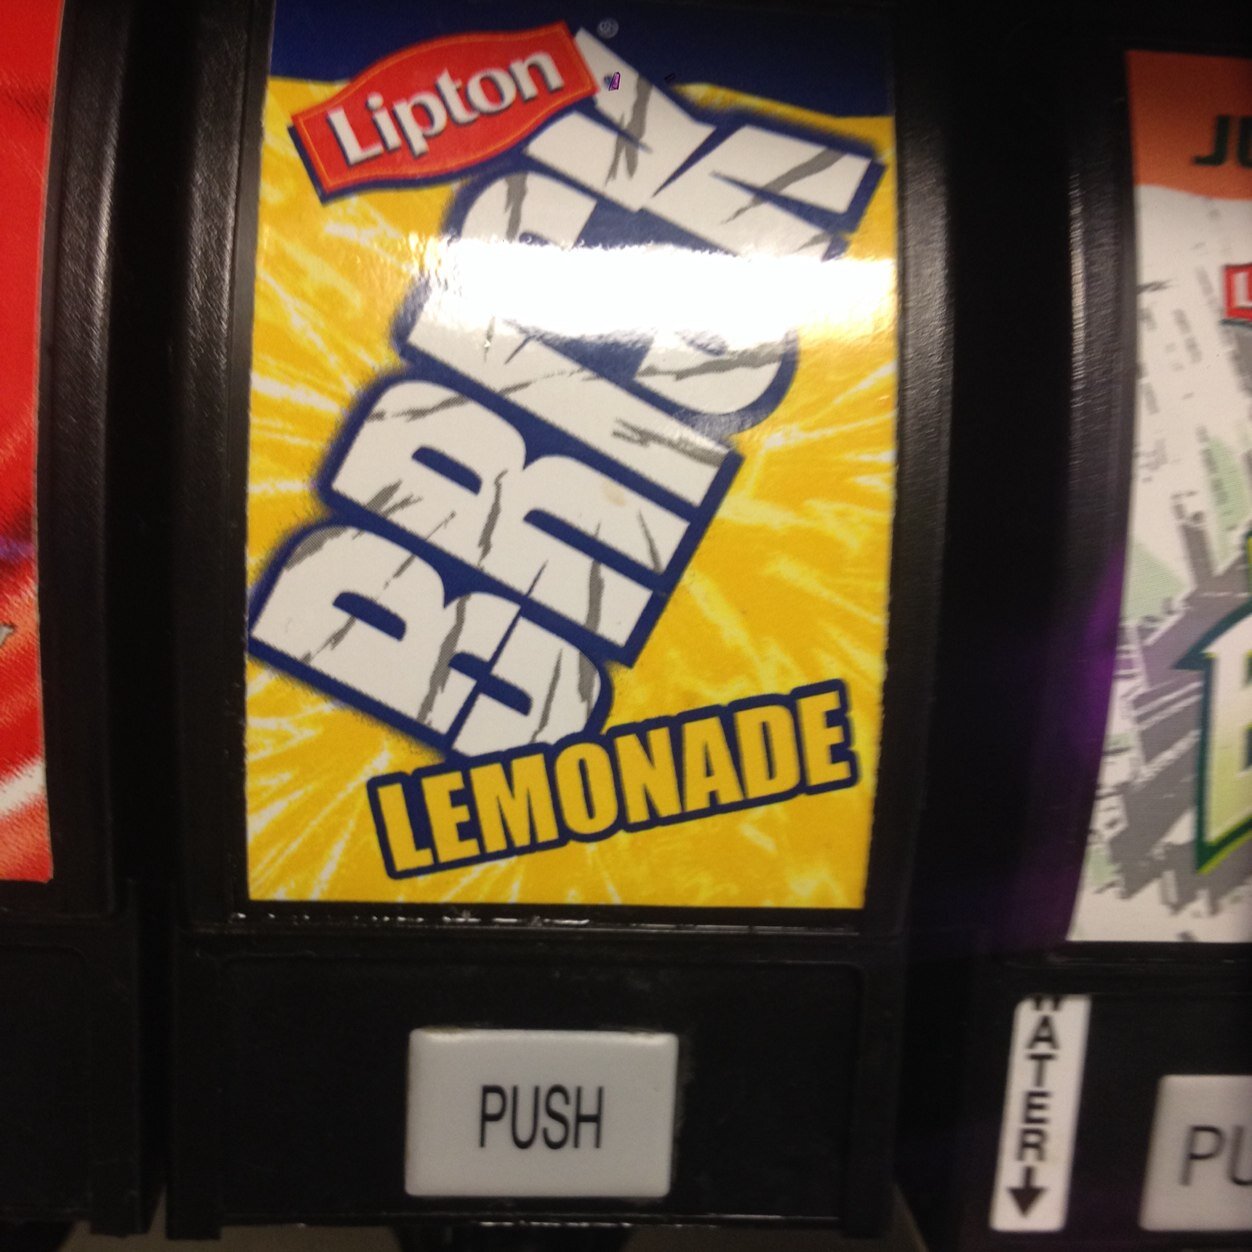 Lipton
®
BRISK
LEMONADE
PUSH
WATER